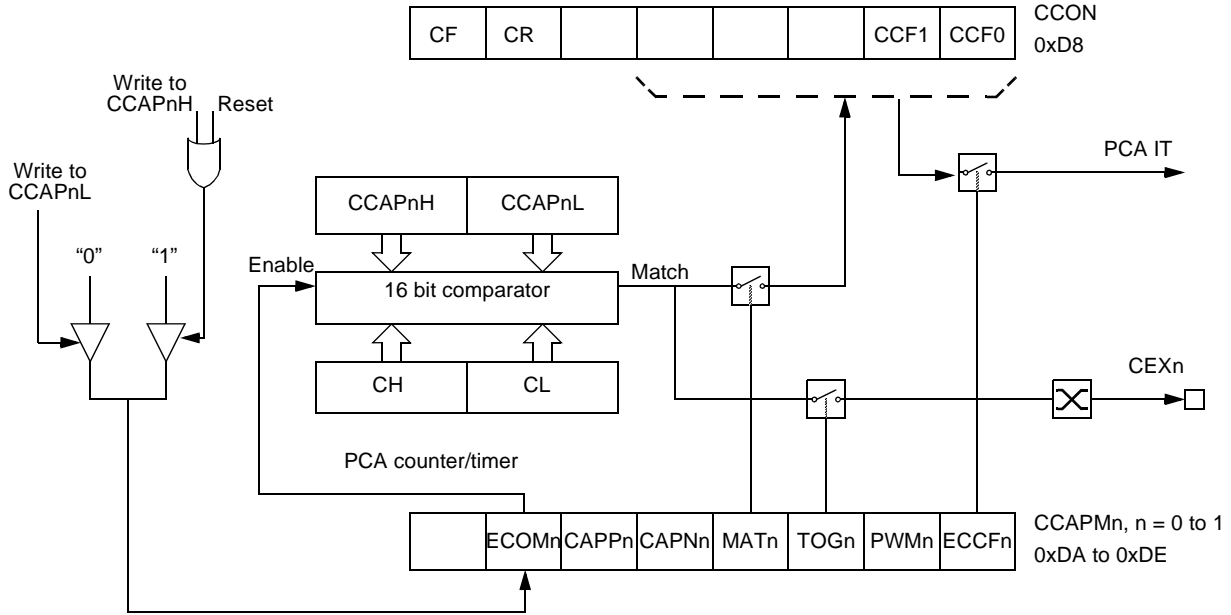 CF CR CCF1 CCF0
CCON
0xD8
Write to
CCAPnH Reset
Write to
CCAPnL
PCA IT
CCAPnH CCAPnL
“0” “1”
Enable
16 bit comparator
Match
CH CL
CEXn
PCA counter/timer
ECOMn CAPPn CAPNn MATn TOGn PWMn ECCFn
CCAPMn, n = 0 to 1
0xDA to 0xDE